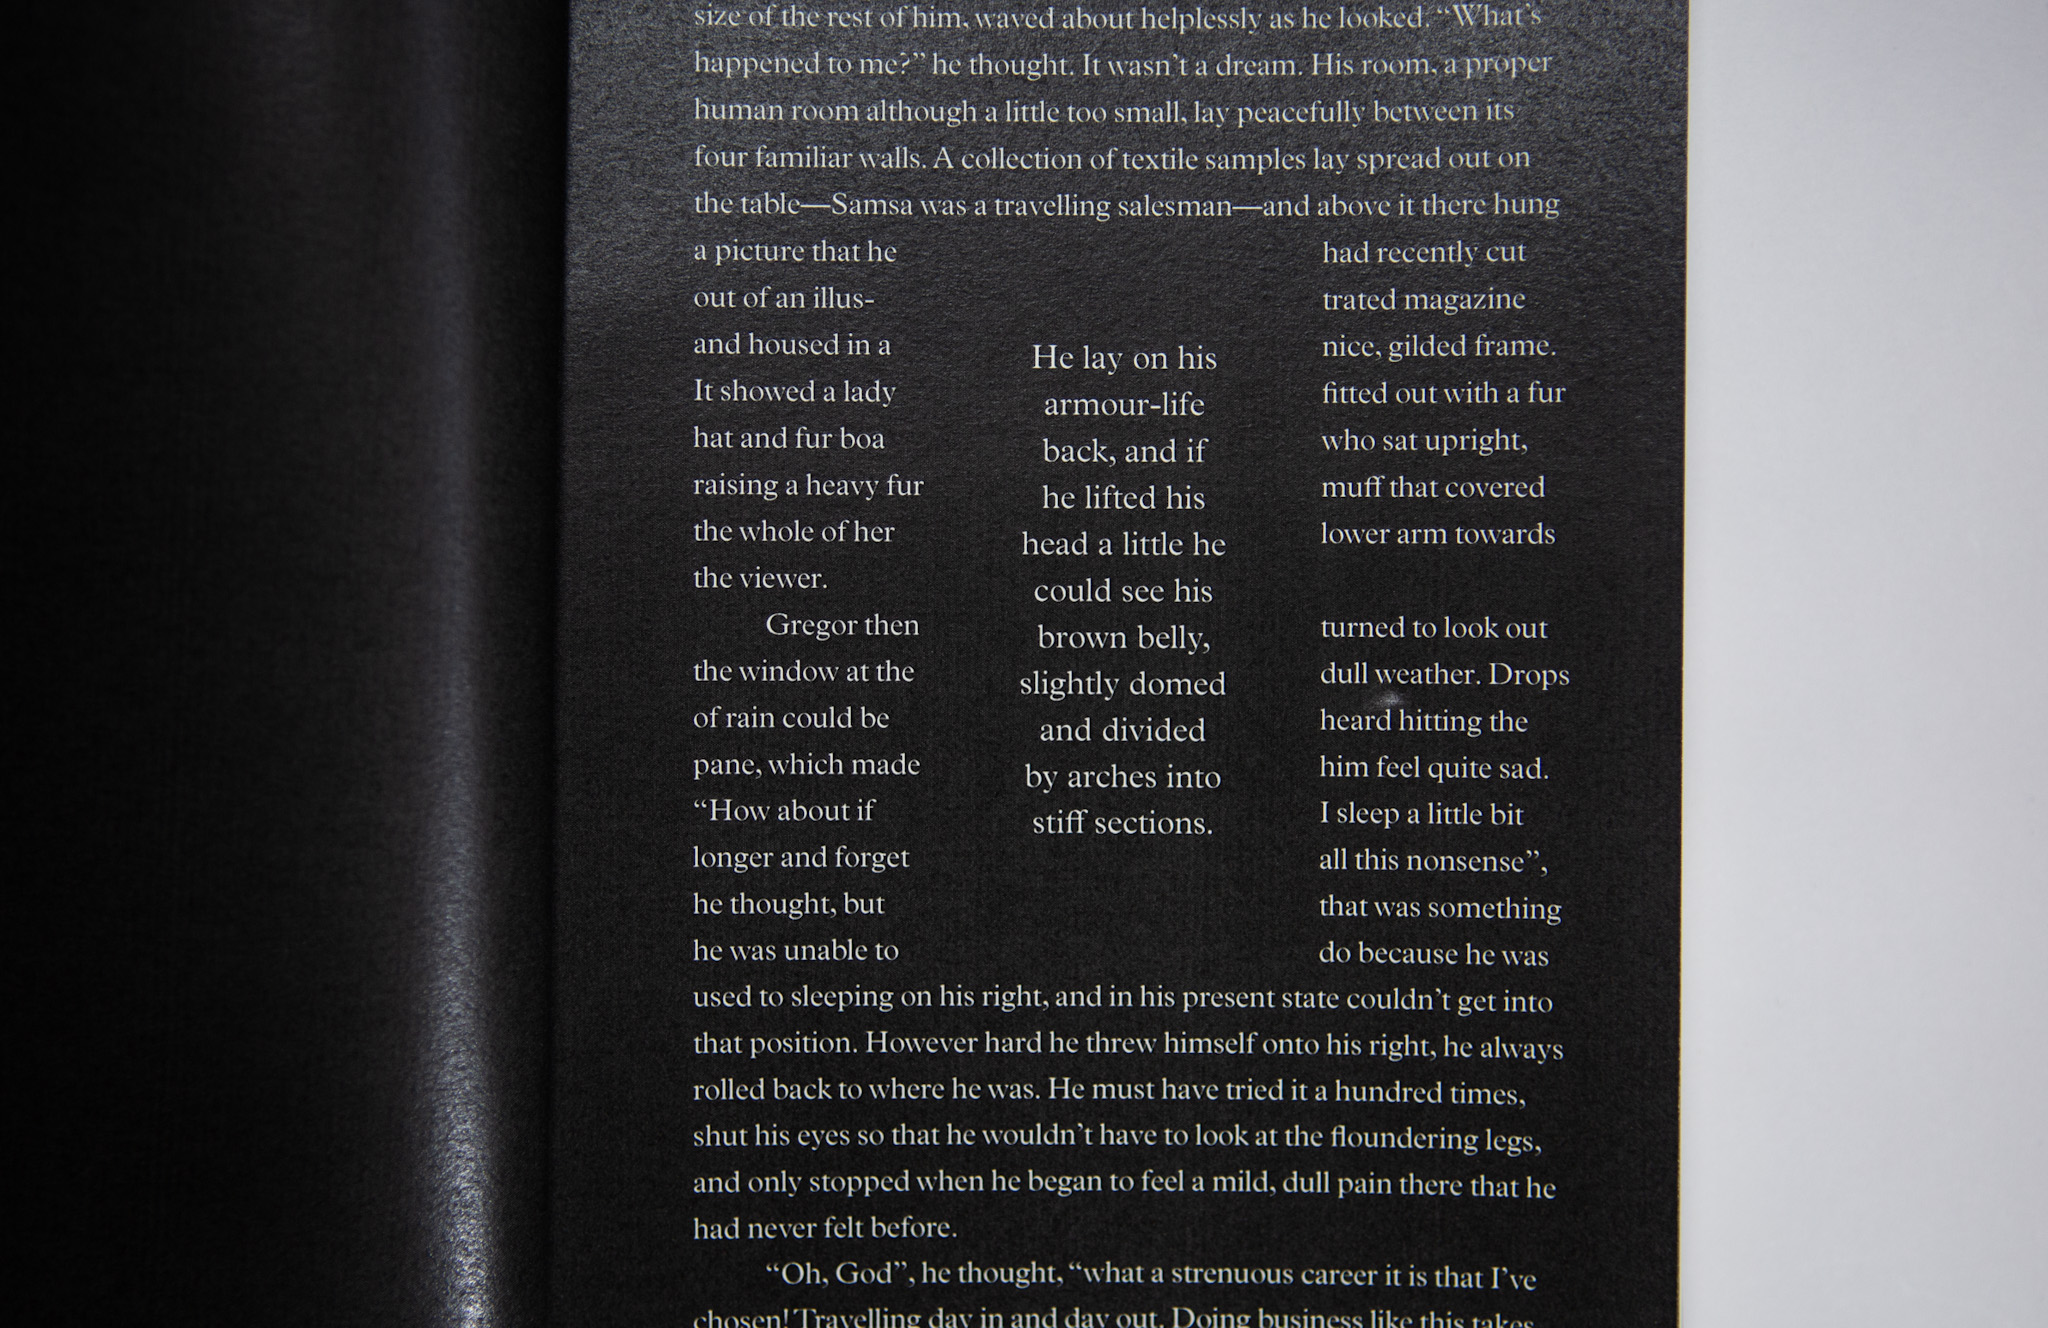 size of the rest of him, waved about helplessly as he looked. “What’s
happened to me?” he thought. It wasn’t a dream. His room, a proper
human room although a little too small, lay peacefully between its
four familiar walls. A collection of textile samples lay spread out on
the table—Samsa was a travelling salesman—and above it there hung
a picture that he had recently cut
out of an illus- trated magazine
and housed in a nice, gilded frame.
It showed a lady fitted out with a fur
hat and fur boa who sat upright,
raising a heavy fur muff that covered
the whole of her lower arm towards
the viewer.
Gregor then turned to look out
the window at the dull weather. Drops
of rain could be heard hitting the
pane, which made him feel quite sad.
“How about if I sleep a little bit
longer and forget all this nonsense”,
he thought, but that was something
he was unable to do because he was
He lay on his
armour-life
back, and if
he lifted his
head a little he
could see his
brown belly,
slightly domed
and divided
by arches into
stiff sections.
used to sleeping on his right, and in his present state couldn’t get into
that position. However hard he threw himself onto his right, he always
rolled back to where he was. He must have tried it a hundred times,
shut his eyes so that he wouldn’t have to look at the floundering legs,
and only stopped when he began to feel a mild, dull pain there that he
had never felt before.
“Oh, God”, he thought, “what a strenuous career it is that I’ve
chosen! Travelling day in and day out. Doing business like this takes